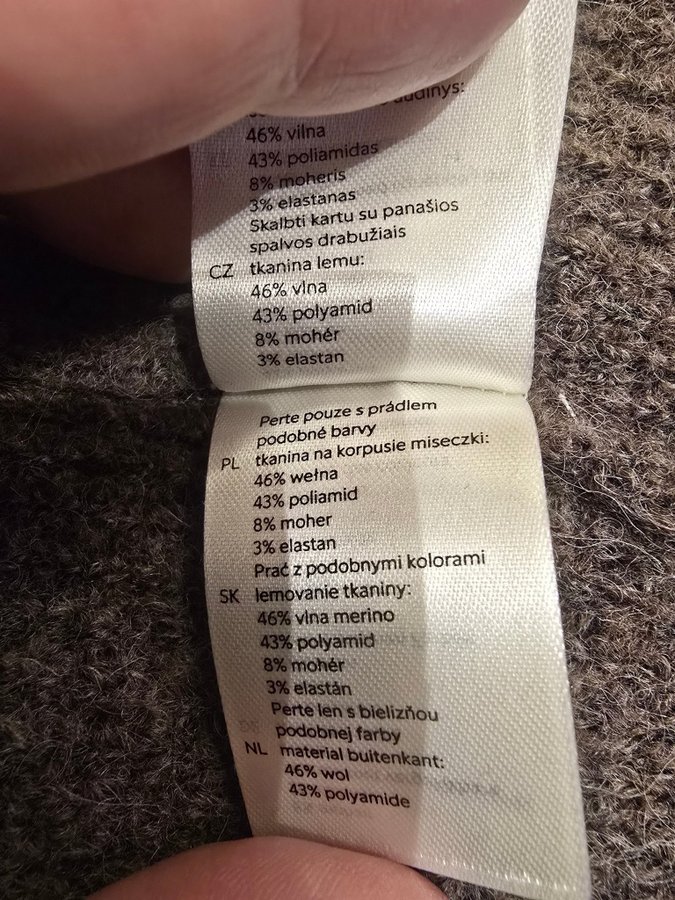 audinys:
46% vilna
43% poliamidas
8% moheris
3% elastanas
Skalbti kartu su panašios
spalvos drabužiais
CZ tkanina lemu:
46% vlna
43% polyamid
8% mohér
3% elastan
Perte pouze s prádlem
podobné barvy
PL tkanina na korpusie miseczki:
46% wełna
43% poliamid
8% moher
3% elastan
Prać z podobnymi kolorami
SK lemovanie tkaniny:
46% vlna merino
43% polyamid
8% mohér
3% elastán
Perte len s bielizňou
podobnej farby
NL material buitenkant:
46% wol
43% polyamide